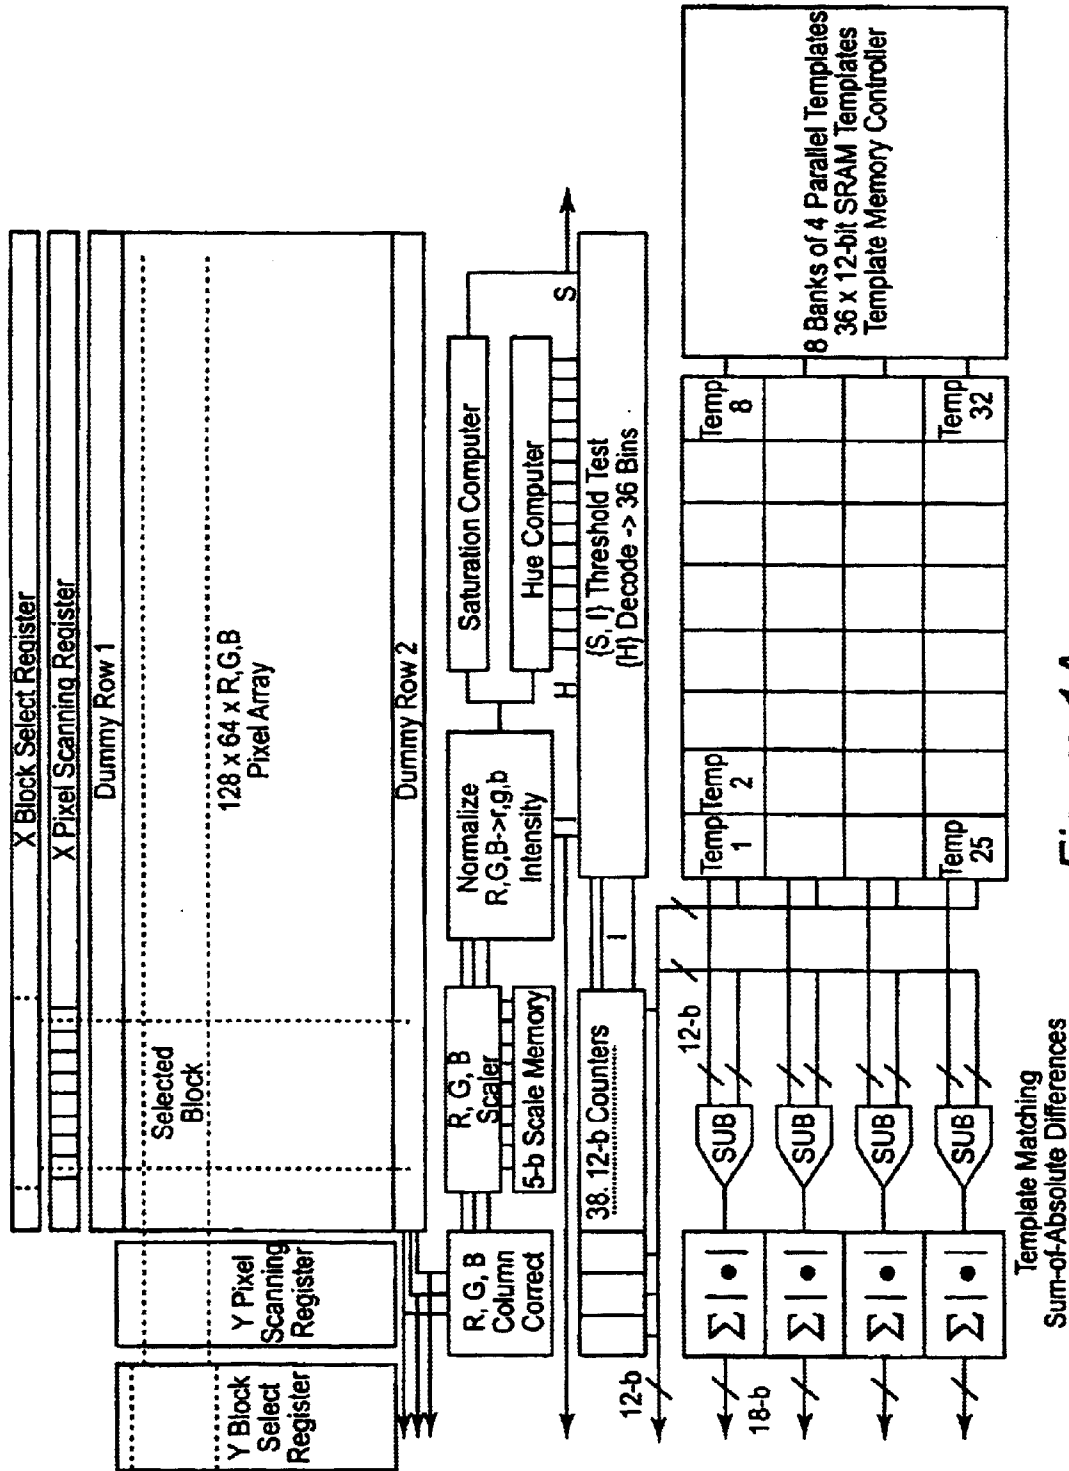 X Block Select Register
X Pixel Scanning Register
Dummy Row 1
128 x 64 x R,G,B
Pixel Array
Selected
Block
Dummy Row 2
Y Pixel
Scanning
Register
Y Block
Select
Register
R, G, B
Column
Correct
R, G, B
Scaler
5-b Scale Memory
Normalize
R,G,B->r,g,b
Intensity
Saturation Computer
Hue Computer
I
H
S
{S, I} Threshold Test
{H} Decode -> 36 Bins
I
38. 12-b Counters
12-b
12-b
Temp
1
Temp
2
Temp
8
Temp
25
Temp
32
8 Banks of 4 Parallel Templates
36 x 12-bit SRAM Templates
Template Memory Controller
SUB
SUB
SUB
SUB
Σ | • |
Σ | • |
Σ | • |
Σ | • |
18-b
Template Matching
Sum-of-Absolute Differences